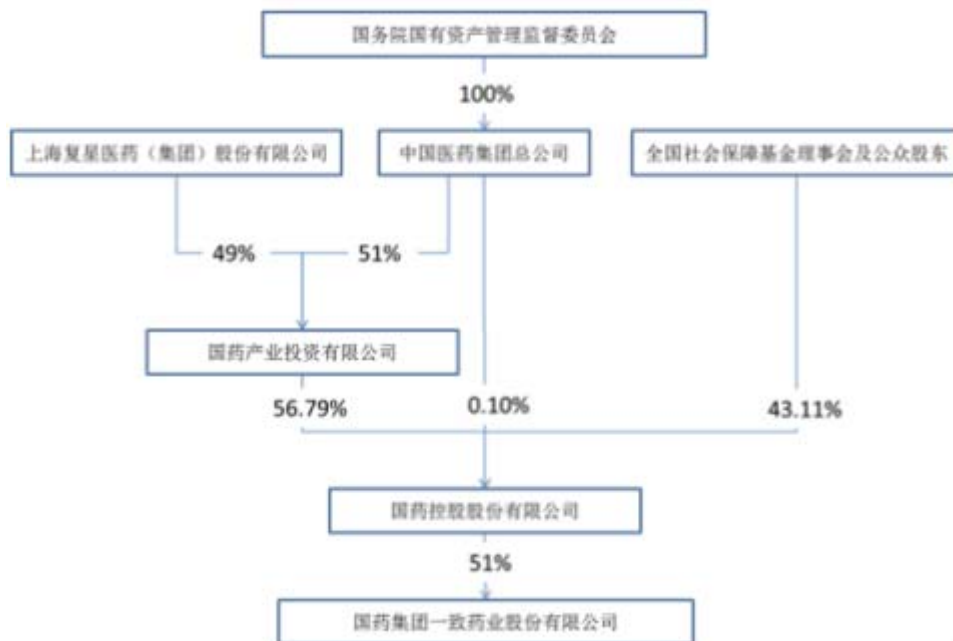 国务院国有资产管理监督委员会
100%
上海复星医药（集团）股份有限公司
中国医药集团总公司
全国社会保障基金理事会及公众股东
49%
51%
国药产业投资有限公司
56.79%
0.10%
43.11%
国药控股股份有限公司
51%
国药集团一致药业股份有限公司